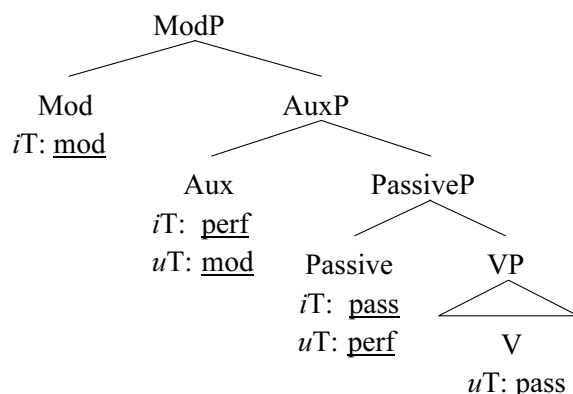 ModP
Mod AuxP
iT: mod
Aux PassiveP
iT: perf
uT: mod Passive VP
iT: pass
uT: perf V
uT: pass